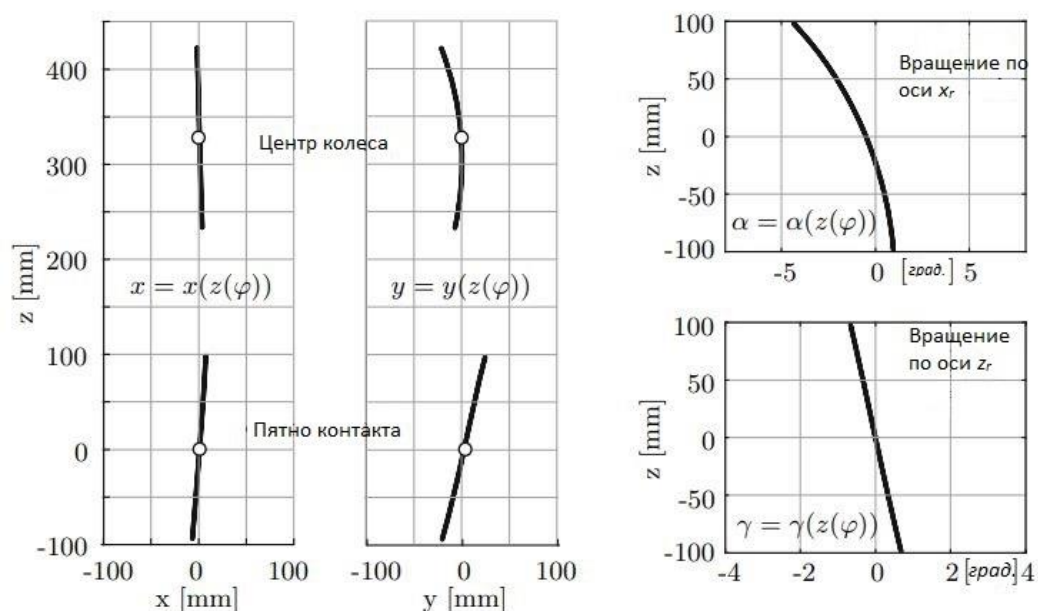 400
300
200
100
0
-100
z [mm]
-100
0
100
x [mm]
x = x(z(φ))
Центр колеса
Пятно контакта
-100
0
100
y [mm]
y = y(z(φ))
100
50
0
-50
-100
z [mm]
Вращение по
оси xᵣ
α = α(z(φ))
-5
0
[град.]
5
100
50
0
-50
-100
z [mm]
Вращение
по оси zᵣ
γ = γ(z(φ))
-4
-2
0
2
[град.]
4